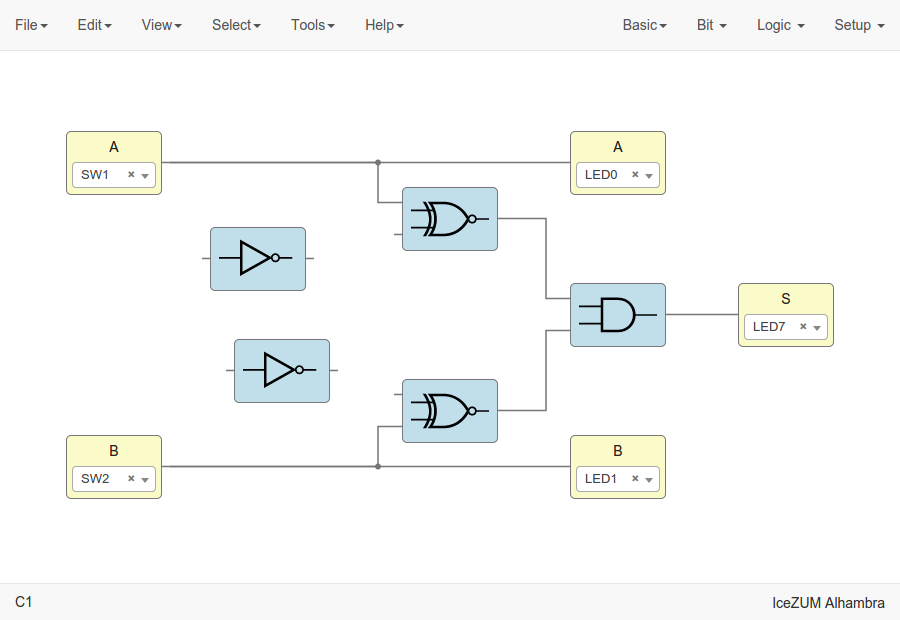 File Edit View Select Tools Help Basic Bit Logic Setup
A
SW1 ×
A
LED0 ×
S
LED7 ×
B
SW2 ×
B
LED1 ×
C1
IceZUM Alhambra